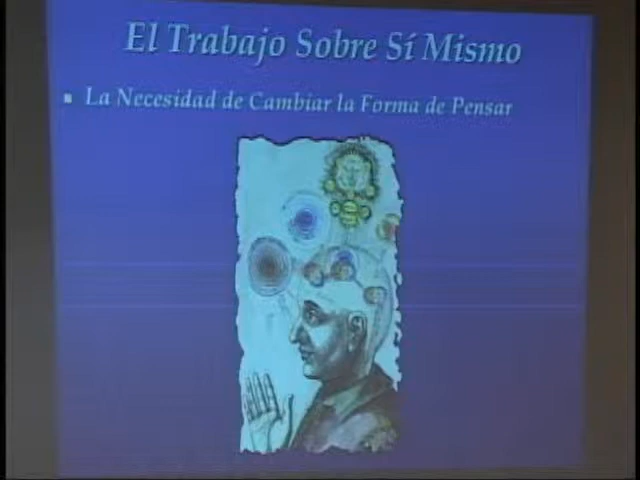 El Trabajo Sobre Sí Mismo
La Necesidad de Cambiar la Forma de Pensar